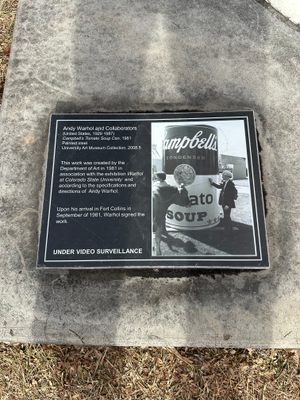 Andy Warhol and Collaborators
(United States, 1928-1987)
Campbell's Tomato Soup Can, 1981
Painted steel
University Art Museum Collection, 2008.5
This work was created by the
Department of Art in 1981 in
association with the exhibition Warhol
at Colorado State University and
according to the specifications and
directions of Andy Warhol.
Upon his arrival in Fort Collins in
September of 1981, Warhol signed the
work.
UNDER VIDEO SURVEILLANCE
Campbell's
CONDENSED
ato
SOUP